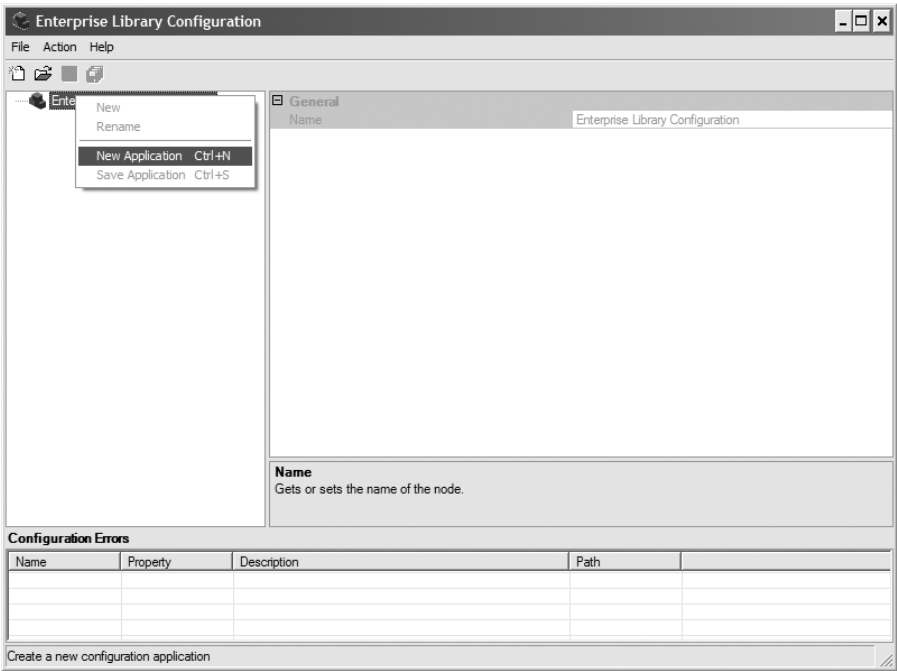 Enterprise Library Configuration
File Action Help
Ente
New
Rename
New Application Ctrl+N
Save Application Ctrl+S
General
Name Enterprise Library Configuration
Name
Gets or sets the name of the node.
Configuration Errors
Name Property Description Path
Create a new configuration application